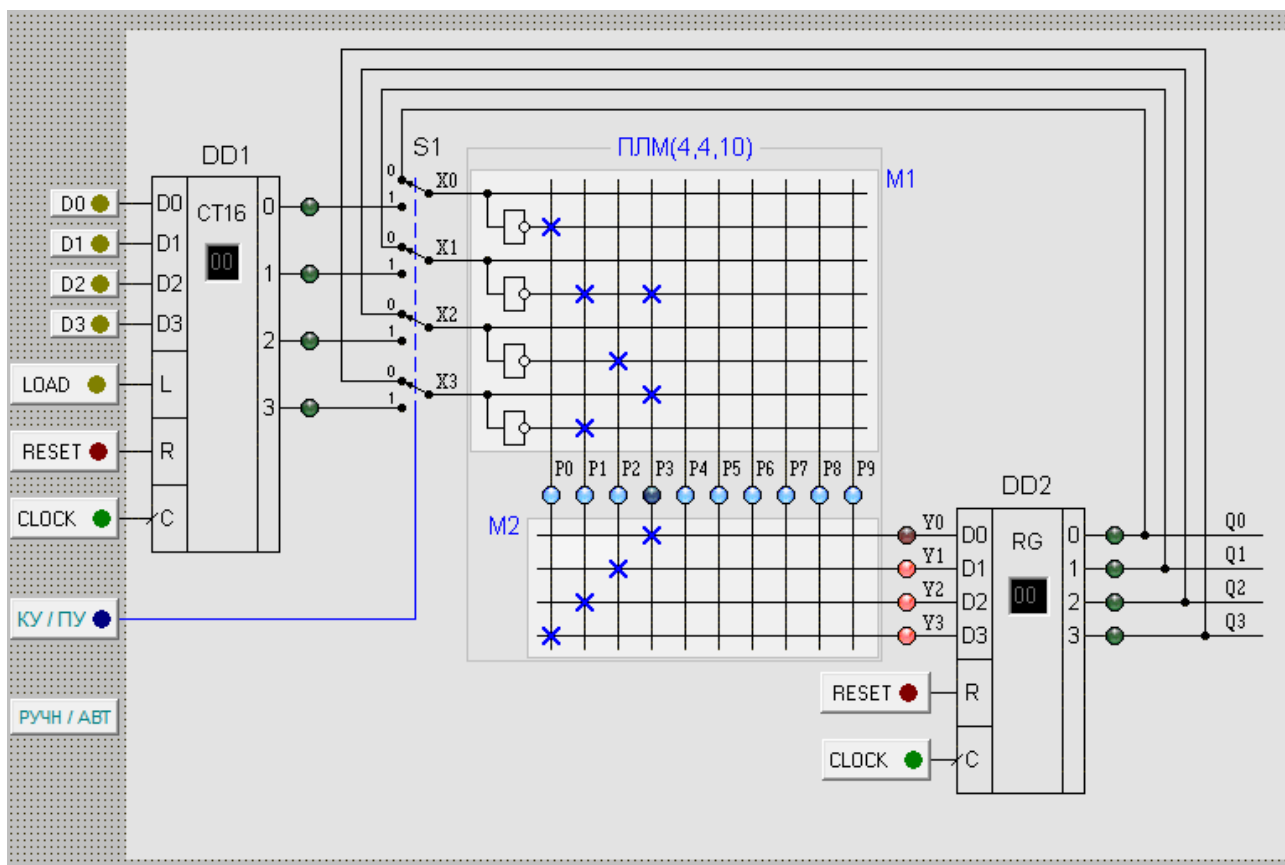 S1
ПЛМ(4,4,10)
DD1
M1
D0
D1
D2
D3
LOAD
RESET
CLOCK
КУ / ПУ
РУЧН / АВТ
D0
D1
D2
D3
L
R
C
CT16
00
0
1
2
3
0
1
X0
0
1
X1
0
1
X2
0
1
X3
P0 P1 P2 P3 P4 P5 P6 P7 P8 P9
M2
Y0
Y1
Y2
Y3
DD2
D0
D1
D2
D3
R
C
RG
00
0
1
2
3
Q0
Q1
Q2
Q3
RESET
CLOCK